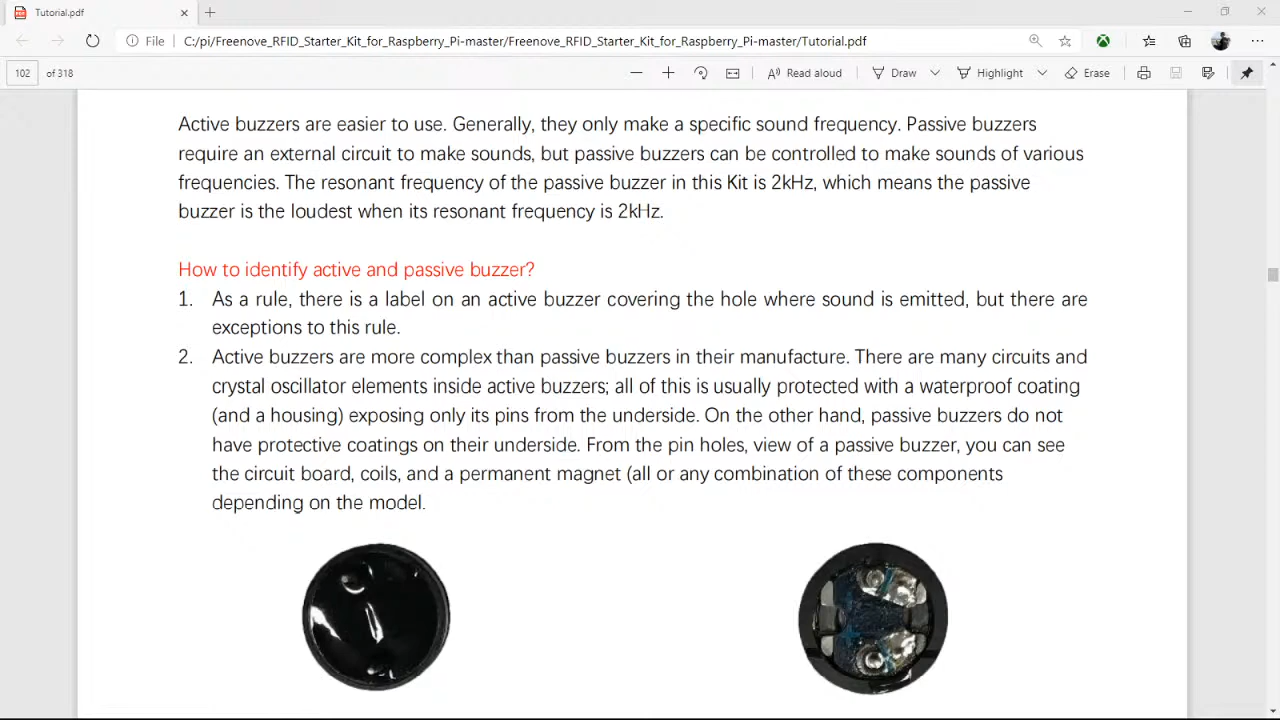 Tutorial.pdf
File
C:/pi/Freenove_RFID_Starter_Kit_for_Raspberry_Pi-master/Freenove_RFID_Starter_Kit_for_Raspberry_Pi-master/Tutorial.pdf
102 of 318
Read aloud
Draw
Highlight
Erase
Active buzzers are easier to use. Generally, they only make a specific sound frequency. Passive buzzers
require an external circuit to make sounds, but passive buzzers can be controlled to make sounds of various
frequencies. The resonant frequency of the passive buzzer in this Kit is 2kHz, which means the passive
buzzer is the loudest when its resonant frequency is 2kHz.
How to identify active and passive buzzer?
1. As a rule, there is a label on an active buzzer covering the hole where sound is emitted, but there are
exceptions to this rule.
2. Active buzzers are more complex than passive buzzers in their manufacture. There are many circuits and
crystal oscillator elements inside active buzzers; all of this is usually protected with a waterproof coating
(and a housing) exposing only its pins from the underside. On the other hand, passive buzzers do not
have protective coatings on their underside. From the pin holes, view of a passive buzzer, you can see
the circuit board, coils, and a permanent magnet (all or any combination of these components
depending on the model.